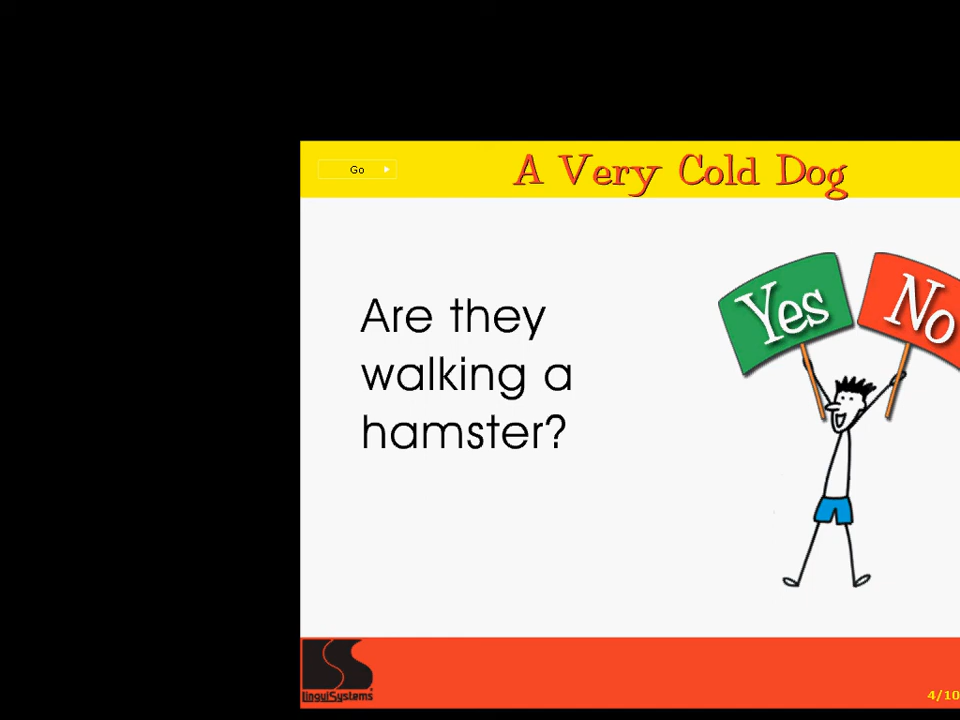 Go
A Very Cold Dog
Yes
No
Are they
walking a
hamster?
LinguiSystems
4/10